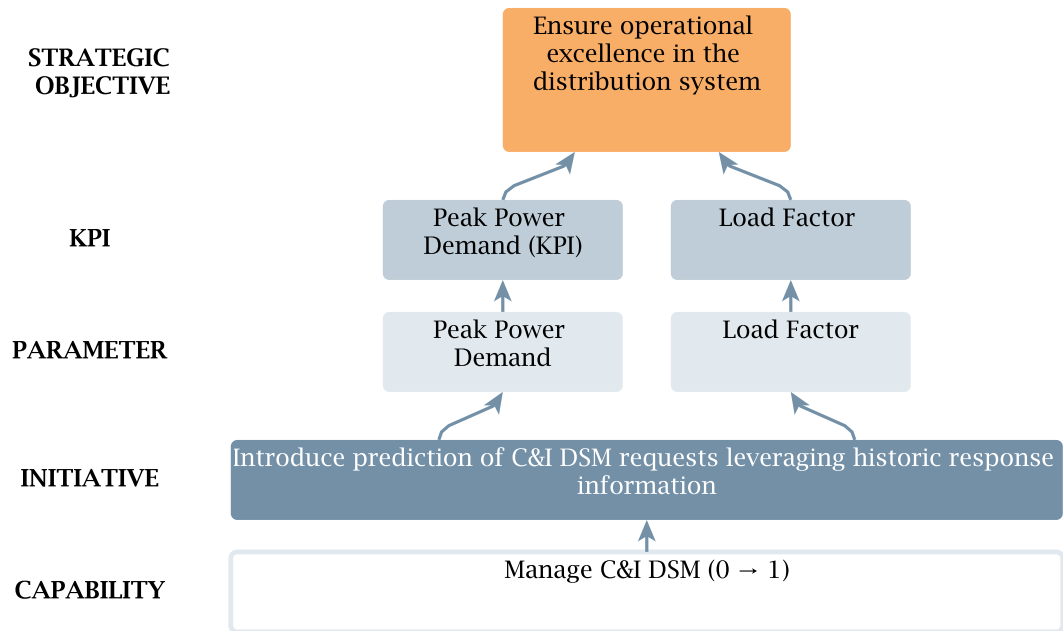 STRATEGIC
OBJECTIVE
Ensure operational
excellence in the
distribution system
KPI
Peak Power
Demand (KPI)
Load Factor
PARAMETER
Peak Power
Demand
Load Factor
INITIATIVE
Introduce prediction of C&I DSM requests leveraging historic response
information
CAPABILITY
Manage C&I DSM (0 → 1)